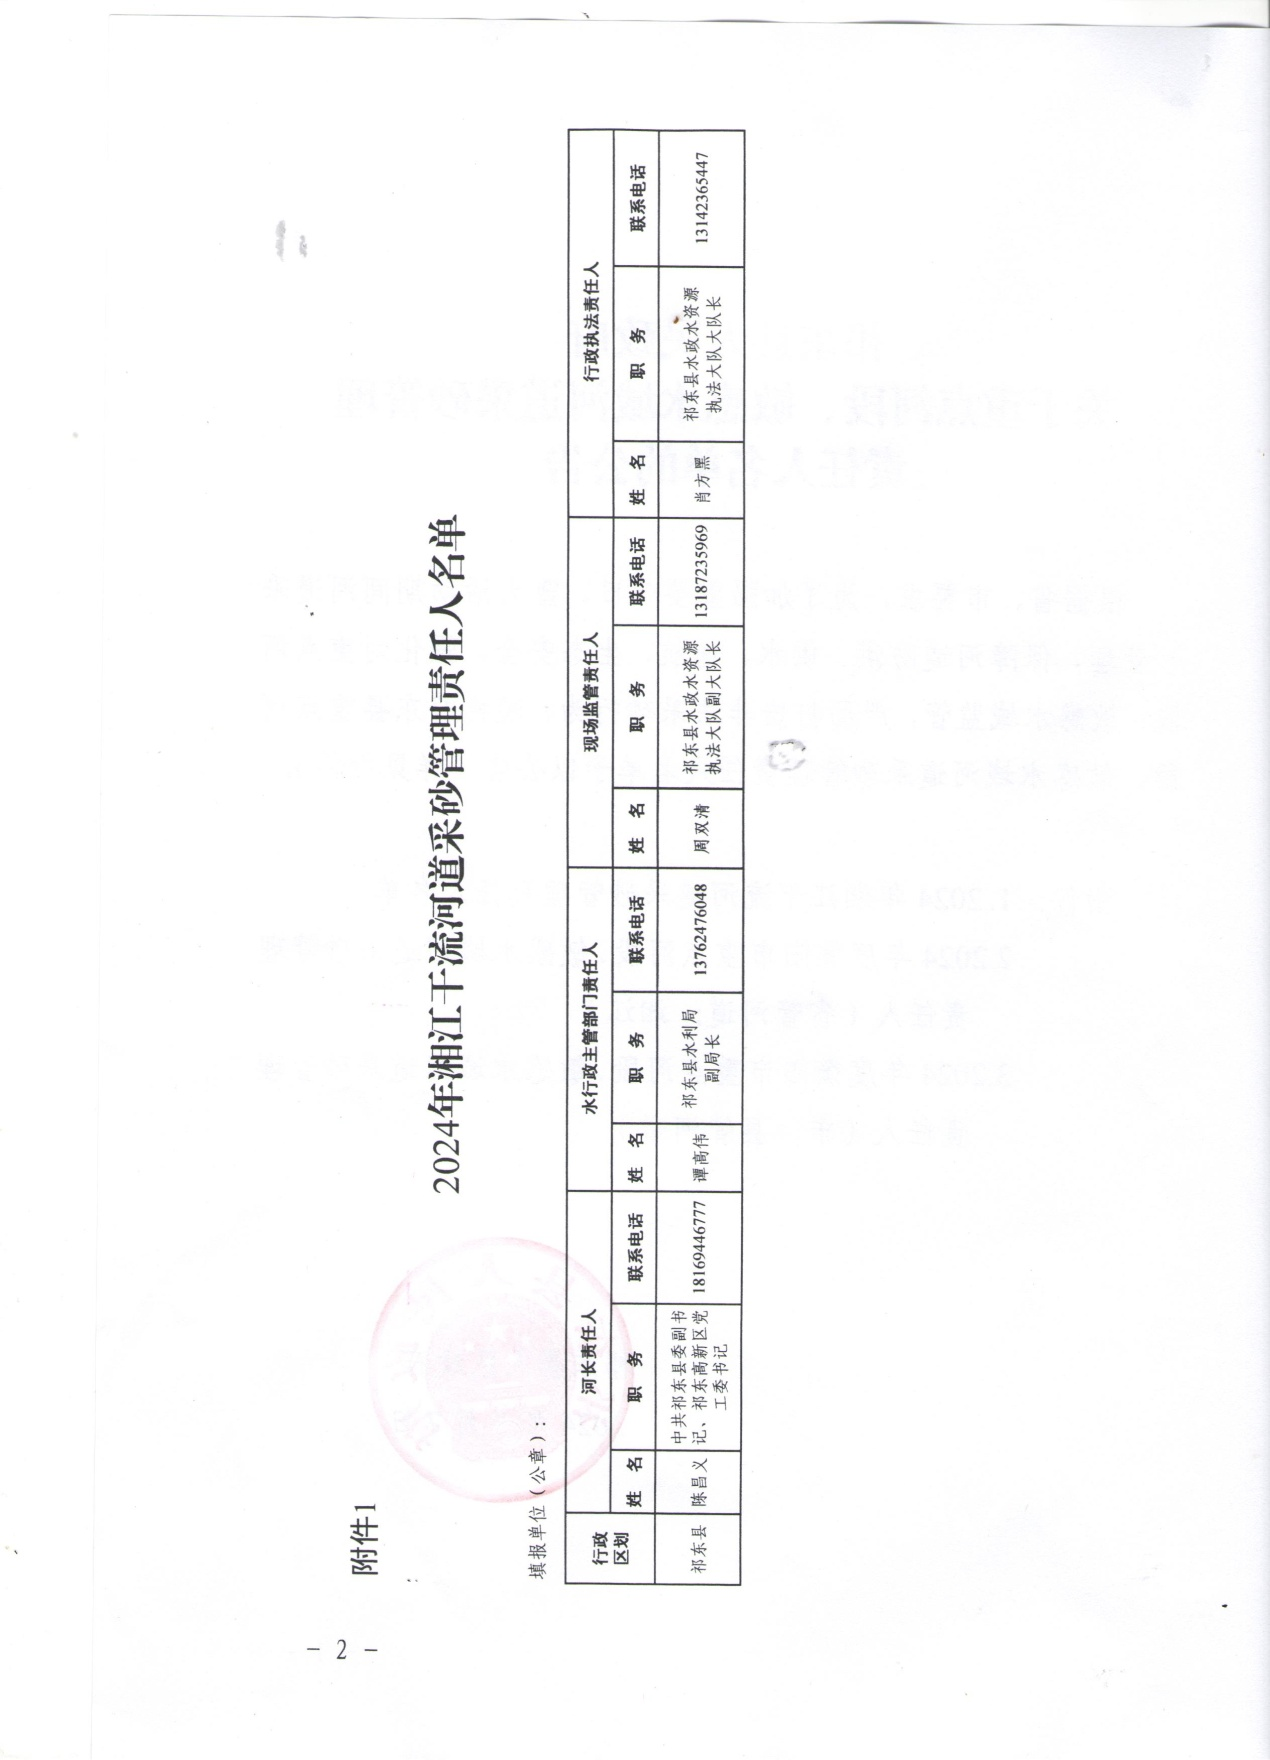 附件1
2024年湘江干流河道采砂管理责任人名单
填报单位（公章）：
行政
区划
河长责任人
水行政主管部门责任人
现场监管责任人
行政执法责任人
姓 名
职 务
联系电话
姓 名
职 务
联系电话
姓 名
职 务
联系电话
姓 名
职 务
联系电话
祁东县
陈昌义
中共祁东县委副书
记、祁东高新区党
工委书记
18169446777
谭高伟
祁东县水利局
副局长
13762476048
周双清
祁东县水政水资源
执法大队副大队长
13187235969
肖方黑
祁东县水政水资源
执法大队大队长
13142365447
- 2 -